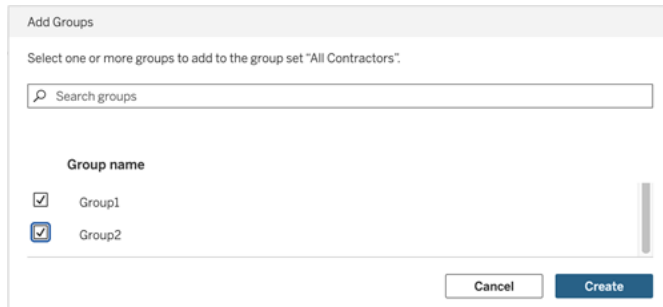 Add Groups
Select one or more groups to add to the group set "All Contractors".
Search groups
Group name
Group1
Group2
Cancel
Create